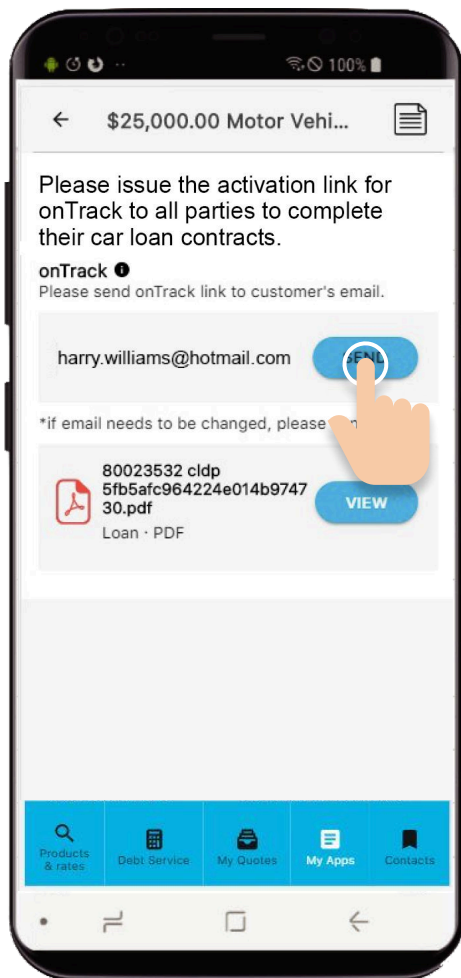 100%
$25,000.00 Motor Vehi...
Please issue the activation link for
onTrack to all parties to complete
their car loan contracts.
onTrack
Please send onTrack link to customer's email.
harry.williams@hotmail.com SEND
*if email needs to be changed, please
80023532 cldp
5fb5afc964224e014b9747
30.pdf
Loan · PDF
VIEW
Products
& rates
Debt Service
My Quotes
My Apps
Contacts